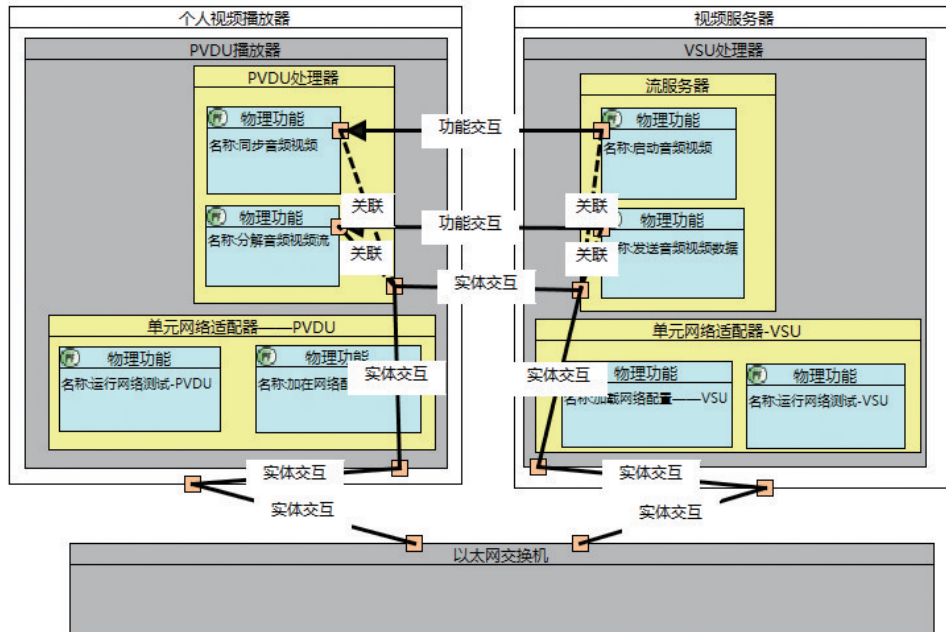 个人视频播放器
视频服务器
PVDU播放器
VSU处理器
PVDU处理器
流服务器
物理功能
名称:同步音频视频
功能交互
物理功能
名称:启动音频视频
关联
关联
物理功能
名称:分解音频视频流
功能交互
物理功能
名称:发送音频视频数据
关联
关联
实体交互
单元网络适配器——PVDU
单元网络适配器-VSU
物理功能
名称:运行网络测试-PVDU
物理功能
名称:加在网络配
实体交互
实体交互
物理功能
名称:加载网络配量——VSU
物理功能
名称:运行网络测试-VSU
实体交互
实体交互
实体交互
实体交互
以太网交换机